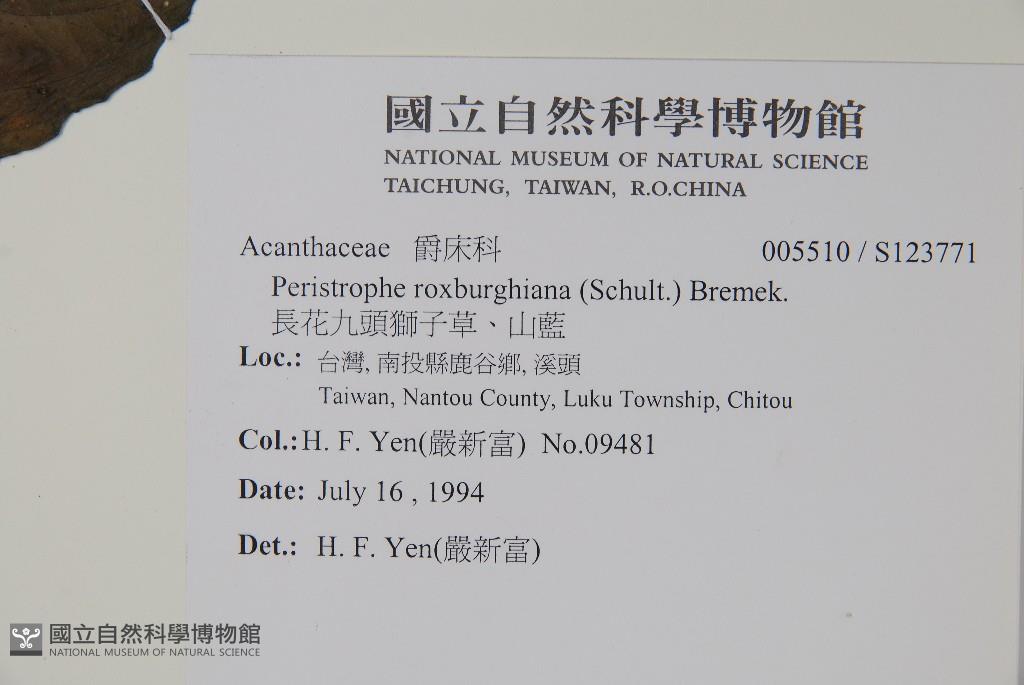 國立自然科學博物館
NATIONAL MUSEUM OF NATURAL SCIENCE
TAICHUNG, TAIWAN, R.O.CHINA
Acanthaceae 爵床科 005510 / S123771
Peristrophe roxburghiana (Schult.) Bremek.
長花九頭獅子草、山藍
Loc.: 台灣, 南投縣鹿谷鄉, 溪頭
Taiwan, Nantou County, Luku Township, Chitou
Col.: H. F. Yen(嚴新富) No.09481
Date: July 16 , 1994
Det.: H. F. Yen(嚴新富)
國立自然科學博物館
NATIONAL MUSEUM OF NATURAL SCIENCE